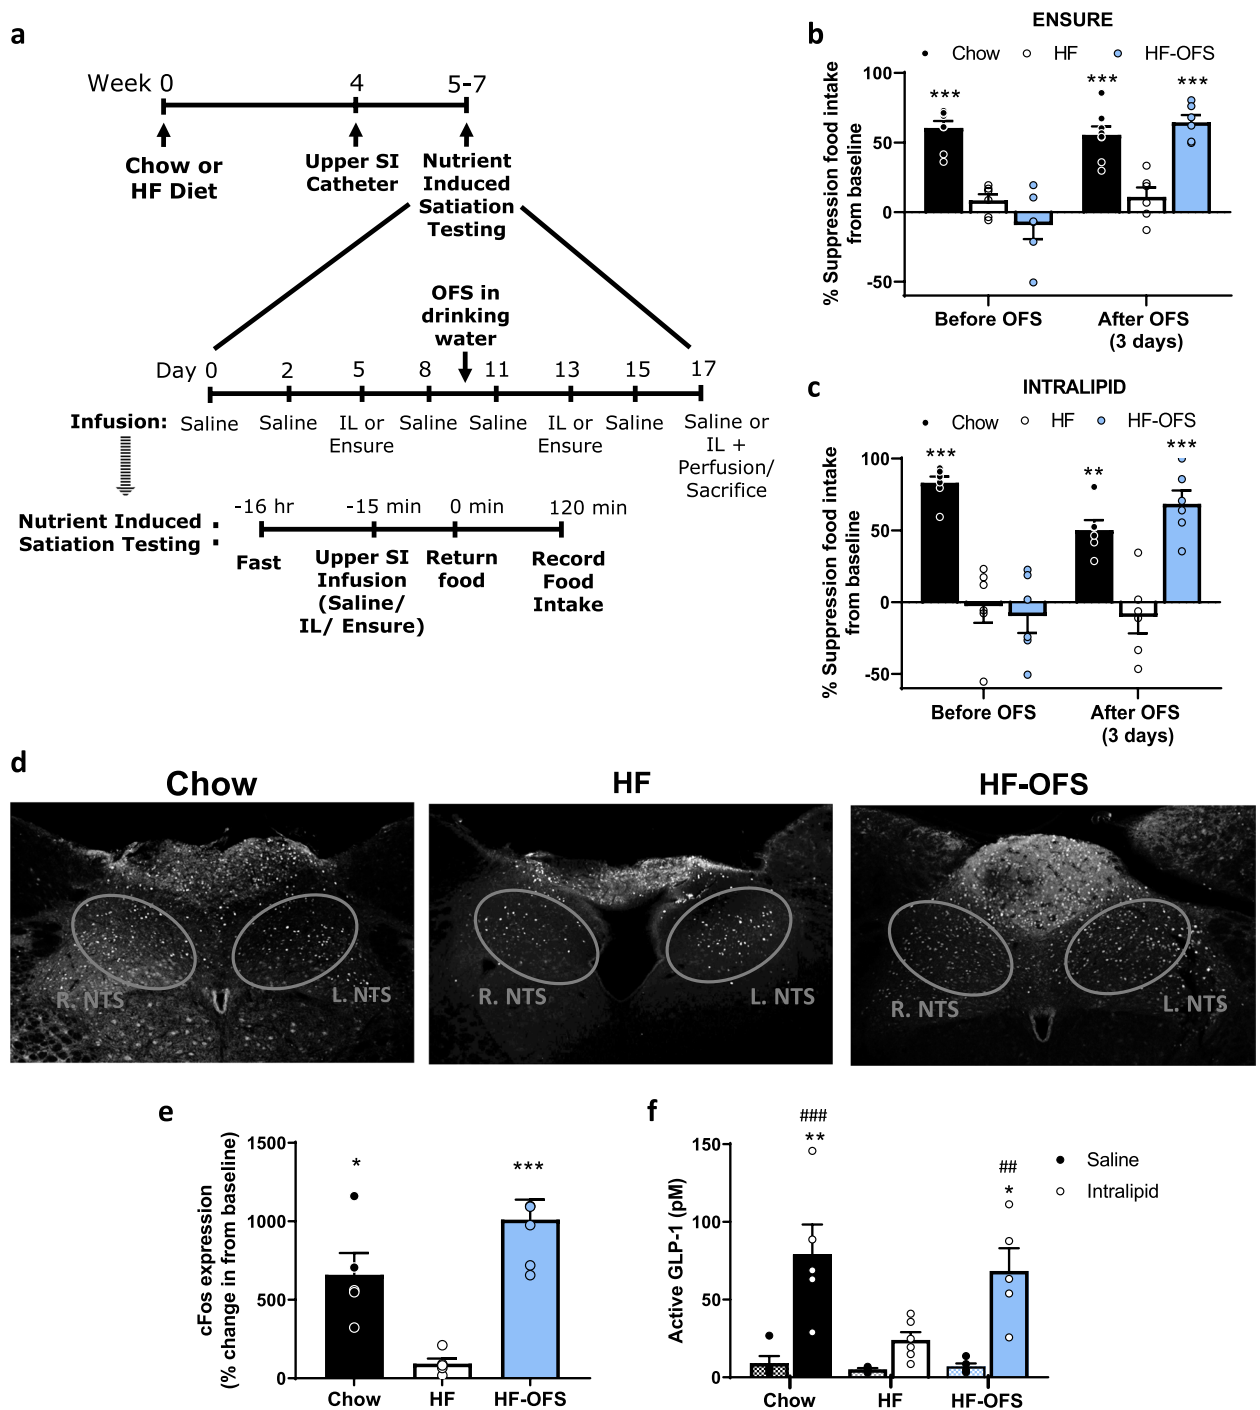 a
Week 0 4 5-7
Chow or
HF Diet
Upper SI
Catheter
Nutrient
Induced
Satiation
Testing
OFS in
drinking
water
Day 0 2 5 8 11 13 15 17
Infusion: Saline Saline IL or
Ensure Saline Saline IL or
Ensure Saline Saline or
IL +
Perfusion/
Sacrifice
Nutrient Induced
Satiation Testing :
-16 hr -15 min 0 min 120 min
Fast
Upper SI
Infusion
(Saline/
IL/ Ensure)
Return
food
Record
Food
Intake
b
ENSURE
Chow HF HF-OFS
% Suppression food intake
from baseline
100
50
0
-50
*** *** ***
Before OFS After OFS
(3 days)
c
INTRALIPID
Chow HF HF-OFS
% Suppression food intake
from baseline
100
50
0
-50
*** ** ***
Before OFS After OFS
(3 days)
d
Chow HF HF-OFS
R. NTS L. NTS
R. NTS L. NTS
R. NTS L. NTS
e
cFos expression
(% change in from baseline)
1500
1000
500
0
* ***
Chow HF HF-OFS
f
Active GLP-1 (pM)
150
100
50
0
###
**
##
*
Saline
Intralipid
Chow HF HF-OFS